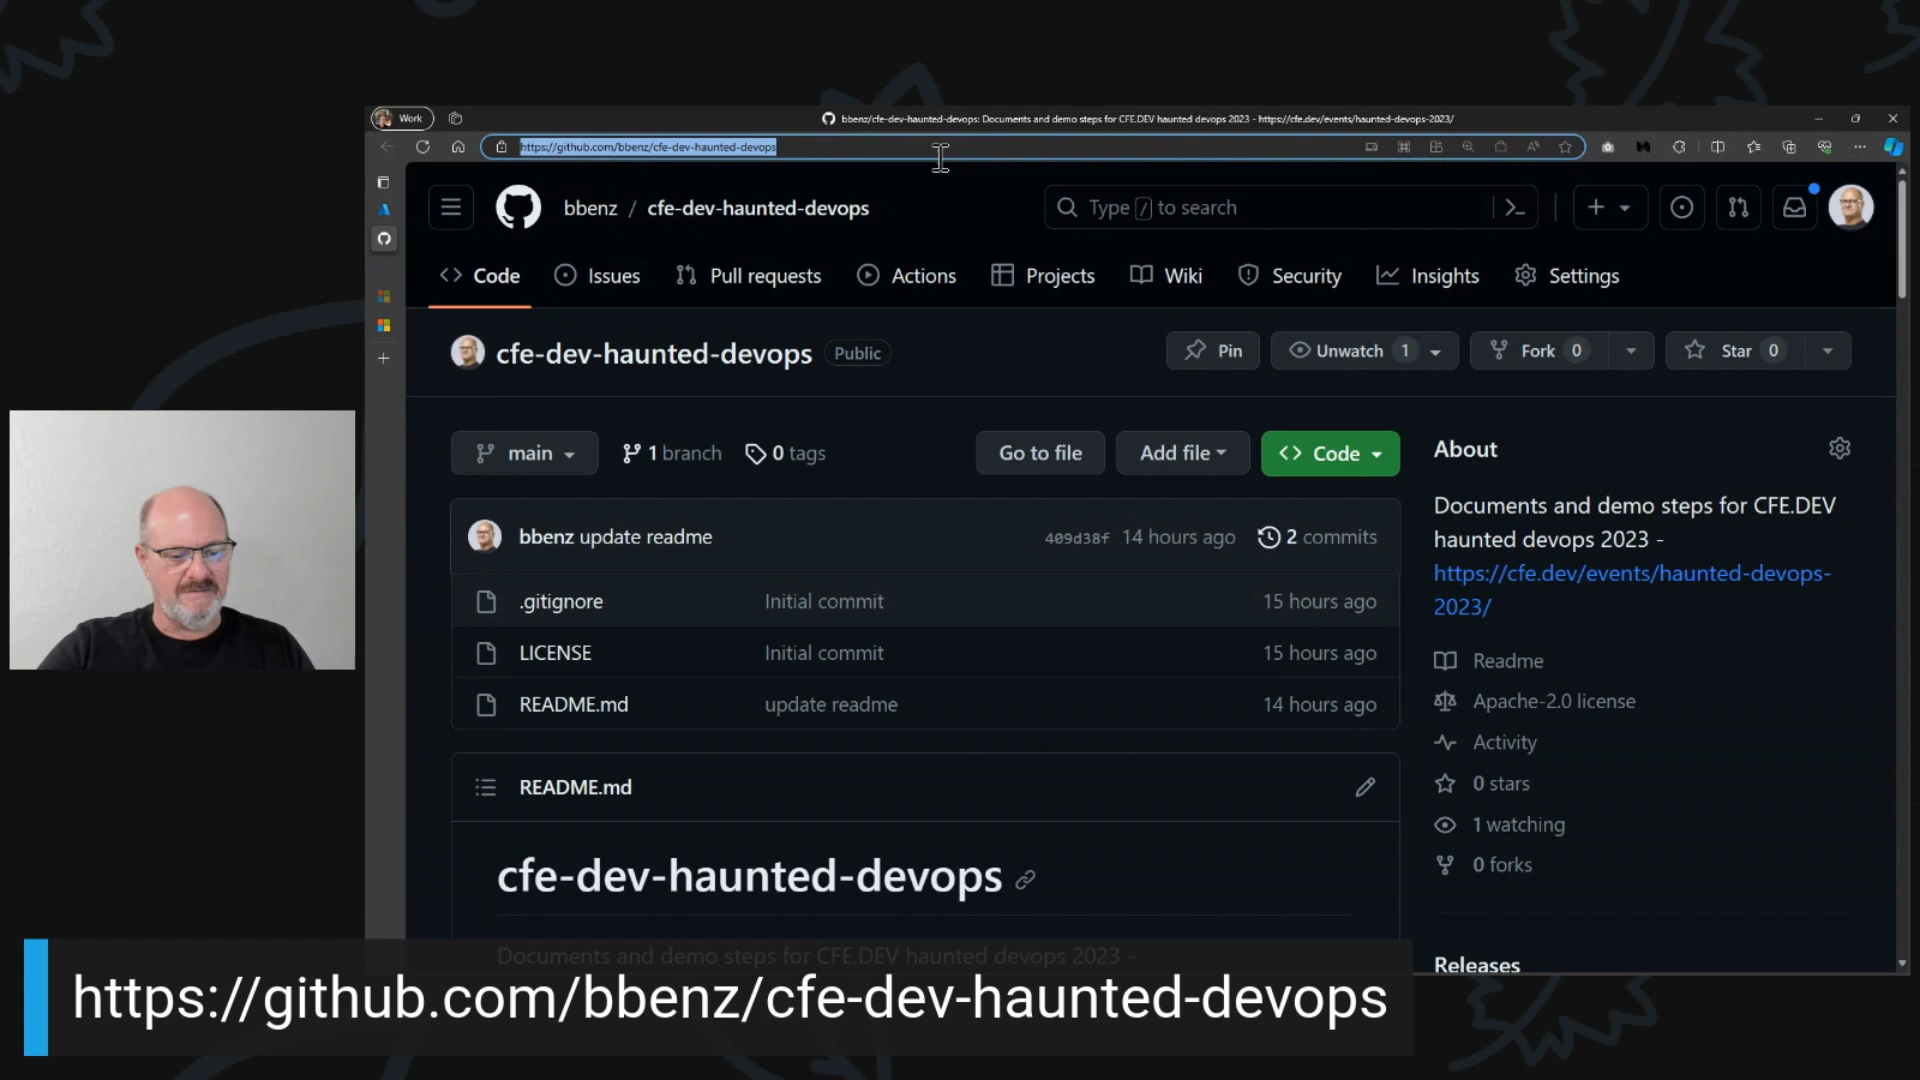 Work
bbenz/cfe-dev-haunted-devops: Documents and demo steps for CFE.DEV haunted devops 2023 - https://cfe.dev/events/haunted-devops-2023/
https://github.com/bbenz/cfe-dev-haunted-devops
bbenz / cfe-dev-haunted-devops
Type / to search
Code
Issues
Pull requests
Actions
Projects
Wiki
Security
Insights
Settings
cfe-dev-haunted-devops
Public
Pin
Unwatch 1
Fork 0
Star 0
main
1 branch
0 tags
Go to file
Add file
Code
bbenz update readme
409d38f 14 hours ago
2 commits
.gitignore Initial commit 15 hours ago
LICENSE Initial commit 15 hours ago
README.md update readme 14 hours ago
README.md
cfe-dev-haunted-devops
Documents and demo steps for CFE.DEV haunted devops 2023 -
About
Documents and demo steps for CFE.DEV
haunted devops 2023 -
https://cfe.dev/events/haunted-devops-
2023/
Readme
Apache-2.0 license
Activity
0 stars
1 watching
0 forks
Releases
https://github.com/bbenz/cfe-dev-haunted-devops